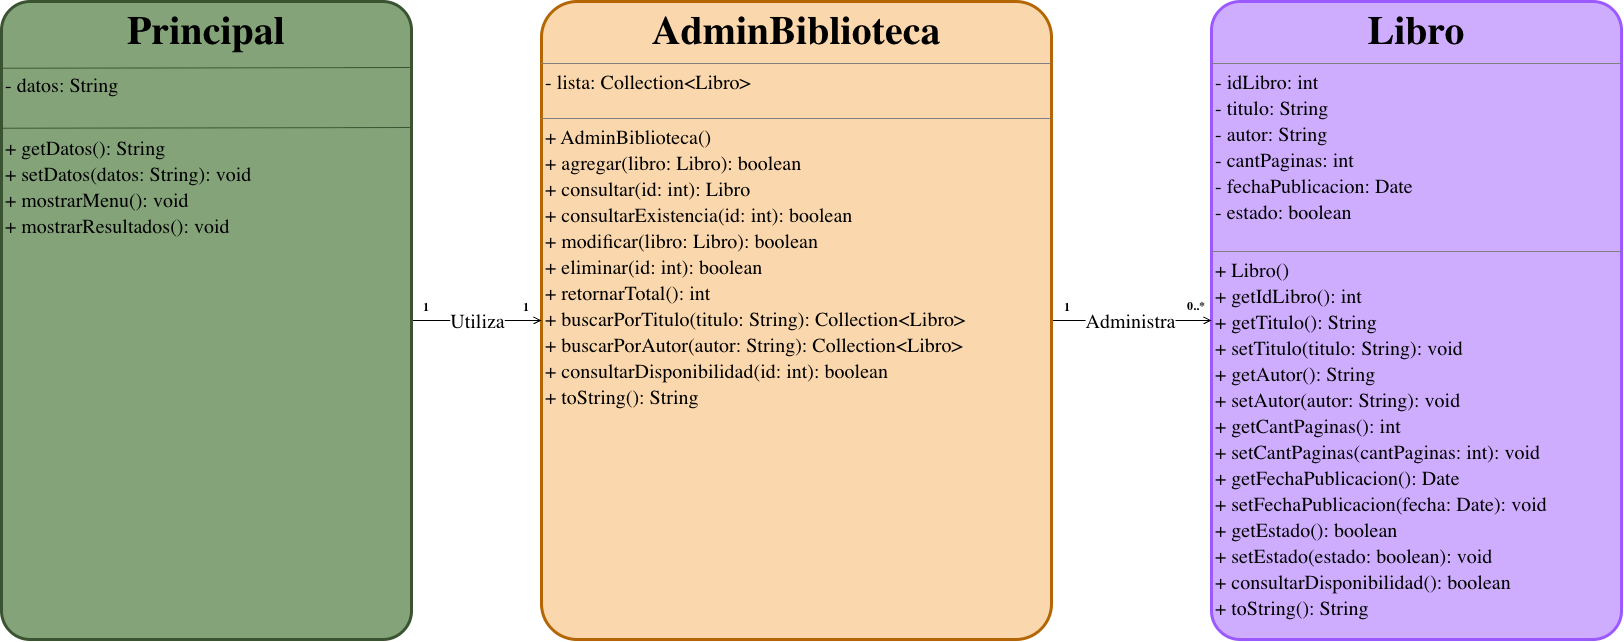 Principal
- datos: String
+ getDatos(): String
+ setDatos(datos: String): void
+ mostrarMenu(): void
+ mostrarResultados(): void
1
Utiliza
1
AdminBiblioteca
- lista: Collection<Libro>
+ AdminBiblioteca()
+ agregar(libro: Libro): boolean
+ consultar(id: int): Libro
+ consultarExistencia(id: int): boolean
+ modificar(libro: Libro): boolean
+ eliminar(id: int): boolean
+ retornarTotal(): int
+ buscarPorTitulo(titulo: String): Collection<Libro>
+ buscarPorAutor(autor: String): Collection<Libro>
+ consultarDisponibilidad(id: int): boolean
+ toString(): String
1
Administra
0..*
Libro
- idLibro: int
- titulo: String
- autor: String
- cantPaginas: int
- fechaPublicacion: Date
- estado: boolean
+ Libro()
+ getIdLibro(): int
+ getTitulo(): String
+ setTitulo(titulo: String): void
+ getAutor(): String
+ setAutor(autor: String): void
+ getCantPaginas(): int
+ setCantPaginas(cantPaginas: int): void
+ getFechaPublicacion(): Date
+ setFechaPublicacion(fecha: Date): void
+ getEstado(): boolean
+ setEstado(estado: boolean): void
+ consultarDisponibilidad(): boolean
+ toString(): String